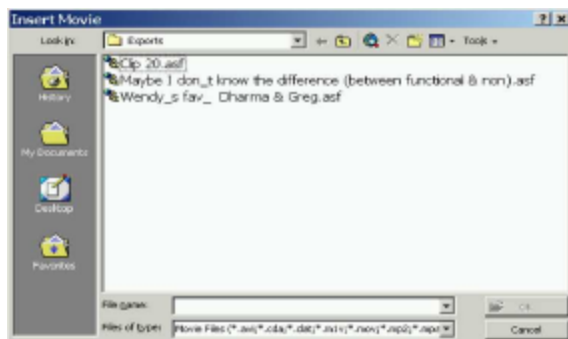 Insert Movie
Look in:
Exports
Tools
History
My Documents
Desktop
Favorites
Clip 20.asf
Maybe I don_t know the difference (between functional & non).asf
Wendy_s fav_ Dharma & Greg.asf
File name:
OK
Files of type:
Movie Files (*.avi;*.cda;*.dat;*.m1v;*.mov;*.mp2;*.mpa
Cancel